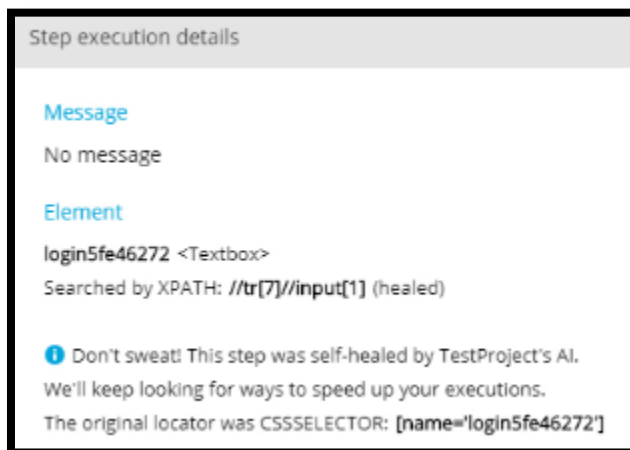 Step execution details
Message
No message
Element
login5fe46272 <Textbox>
Searched by XPATH: //tr[7]//input[1] (healed)
Don't sweat! This step was self-healed by TestProject's AI.
We'll keep looking for ways to speed up your executions.
The original locator was CSSSELECTOR: [name='login5fe46272']